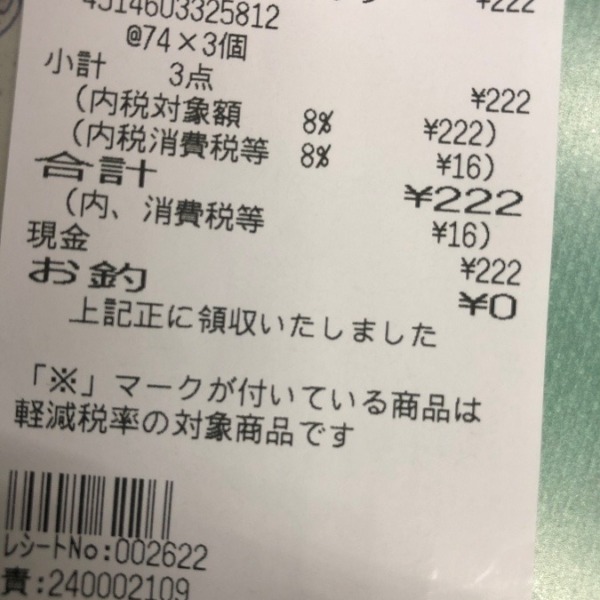 4514603325812 ¥222
@74×3個
小計 3点 ¥222
(内税対象額 8% ¥222)
(内税消費税等 8% ¥16)
合計 ¥222
(内、消費税等 ¥16)
現金 ¥222
お釣 ¥0
上記正に領収いたしました
「※」マークが付いている商品は
軽減税率の対象商品です
レシートNo:002622
責:240002109